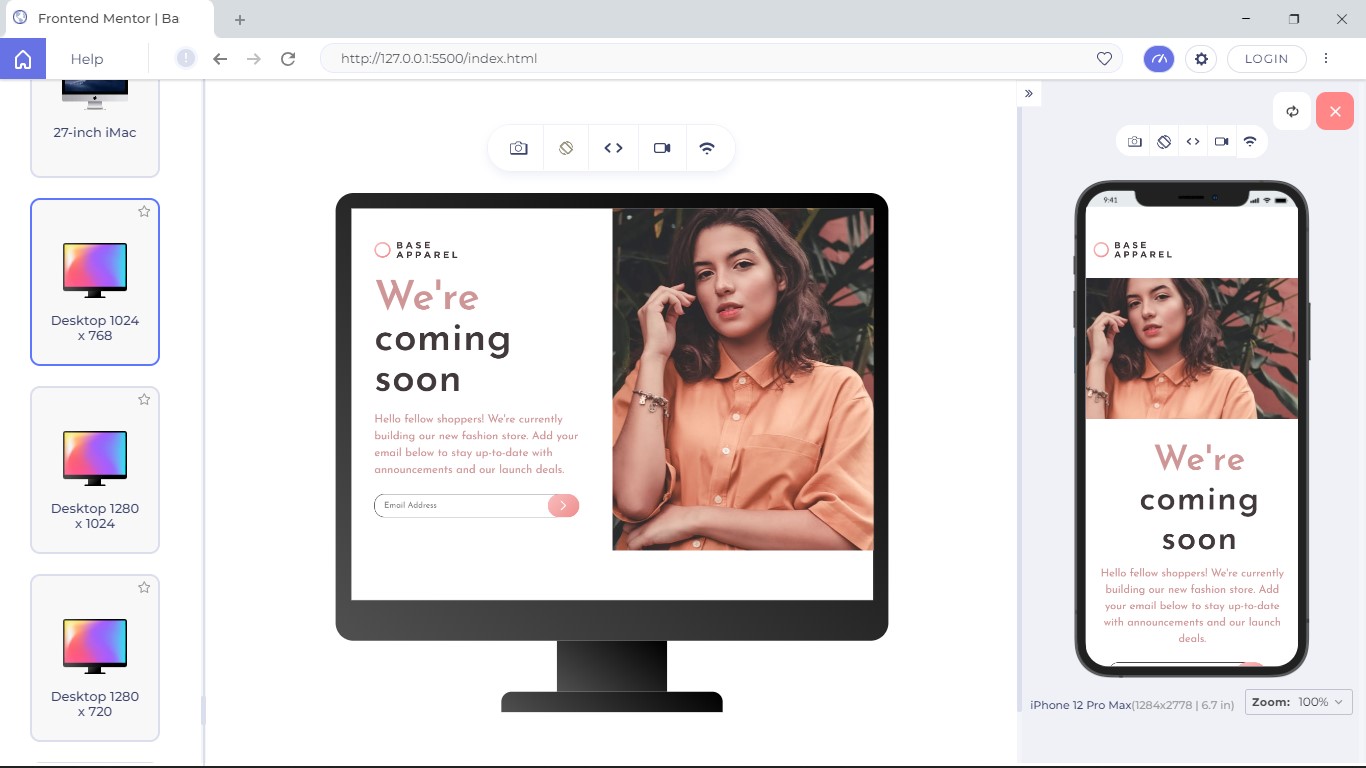 Frontend Mentor | Ba
Help
http://127.0.0.1:5500/index.html
LOGIN
27-inch iMac
Desktop 1024
x 768
Desktop 1280
x 1024
Desktop 1280
x 720
BASE
APPAREL
We're
coming
soon
Hello fellow shoppers! We're currently
building our new fashion store. Add your
email below to stay up-to-date with
announcements and our launch deals.
Email Address
9:41
BASE
APPAREL
We're
coming
soon
Hello fellow shoppers! We're currently
building our new fashion store. Add
your email below to stay up-to-date
with announcements and our launch
deals.
iPhone 12 Pro Max(1284x2778 | 6.7 in)
Zoom: 100%